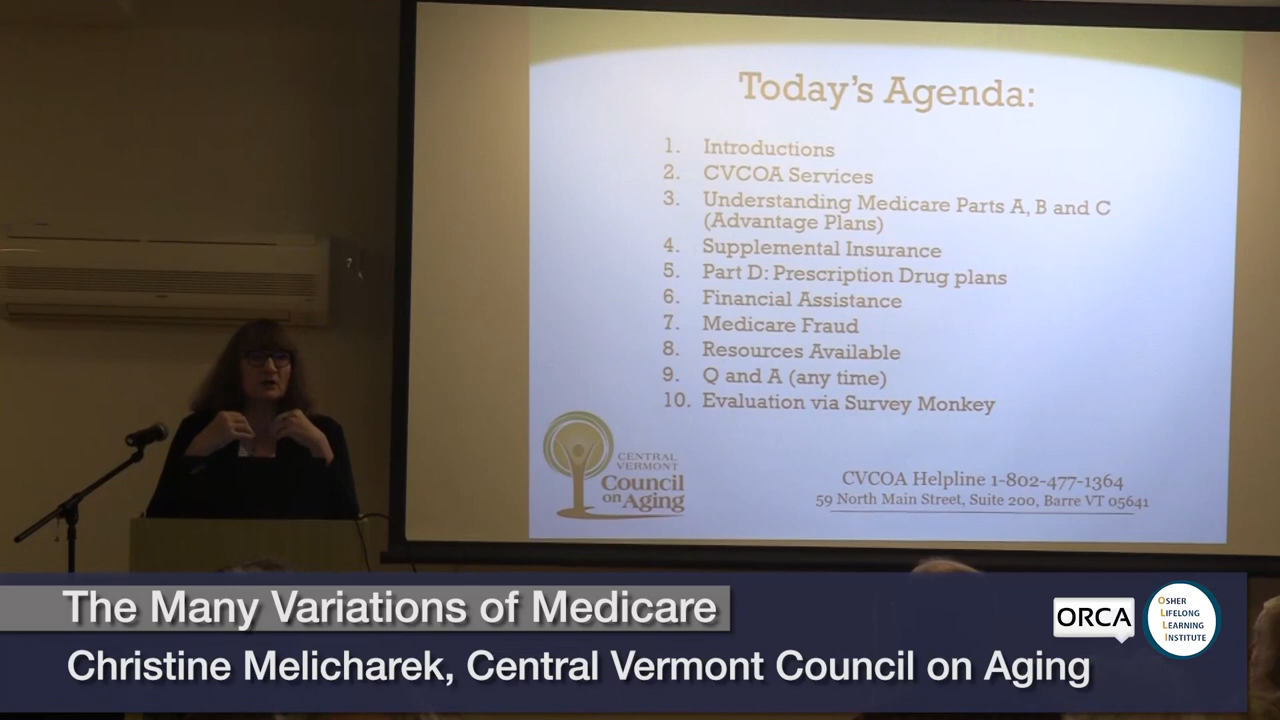 Today's Agenda:
1. Introductions
2. CVCOA Services
3. Understanding Medicare Parts A, B and C
(Advantage Plans)
4. Supplemental Insurance
5. Part D: Prescription Drug plans
6. Financial Assistance
7. Medicare Fraud
8. Resources Available
9. Q and A (any time)
10. Evaluation via Survey Monkey
CENTRAL
VERMONT
Council
on Aging
CVCOA Helpline 1-802-477-1364
59 North Main Street, Suite 200, Barre VT 05641
The Many Variations of Medicare
Christine Melicharek, Central Vermont Council on Aging
ORCA
OSHER
LIFELONG
LEARNING
INSTITUTE